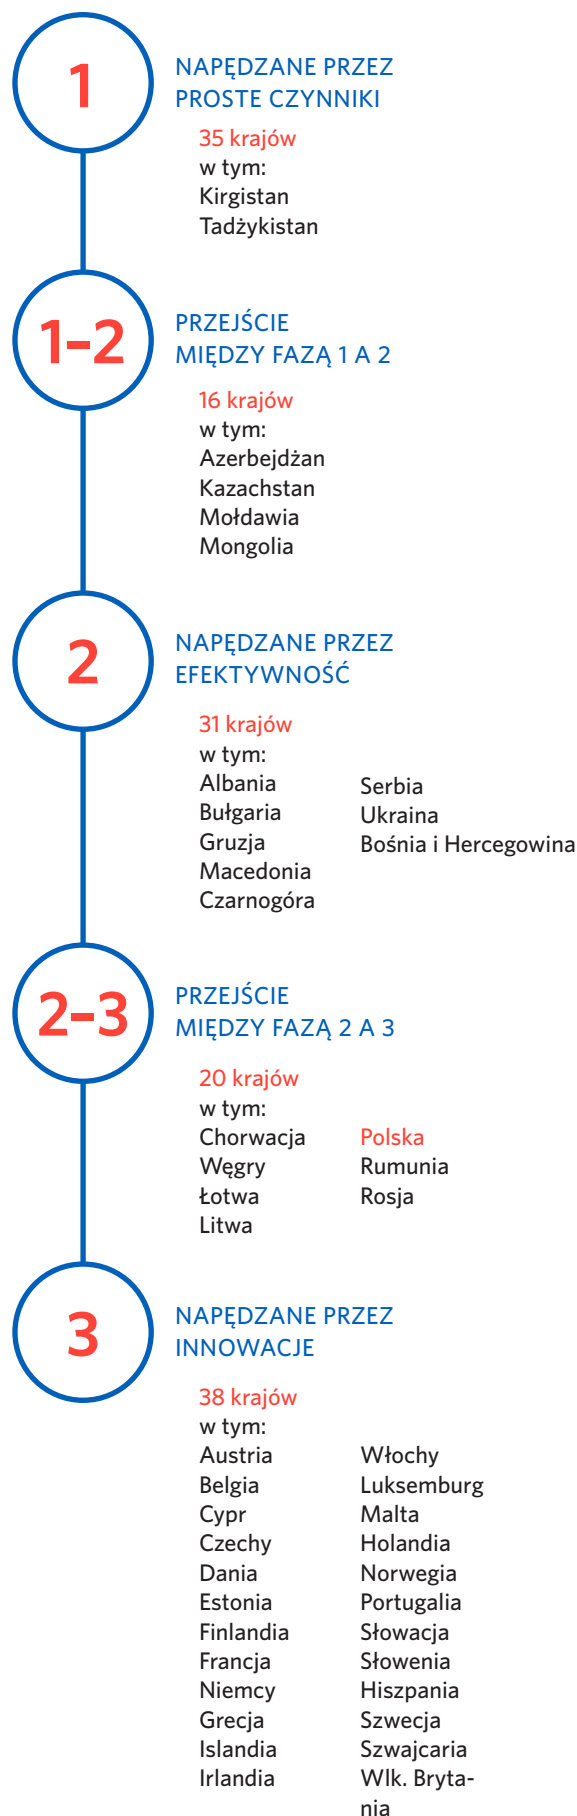 1
NAPĘDZANE PRZEZ
PROSTE CZYNNIKI
35 krajów
w tym:
Kirgistan
Tadżykistan
1-2
PRZEJŚCIE
MIĘDZY FAZĄ 1 A 2
16 krajów
w tym:
Azerbejdżan
Kazachstan
Mołdawia
Mongolia
2
NAPĘDZANE PRZEZ
EFEKTYWNOŚĆ
31 krajów
w tym:
Albania
Bułgaria
Gruzja
Macedonia
Czarnogóra
Serbia
Ukraina
Bośnia i Hercegowina
2-3
PRZEJŚCIE
MIĘDZY FAZĄ 2 A 3
20 krajów
w tym:
Chorwacja
Węgry
Łotwa
Litwa
Polska
Rumunia
Rosja
3
NAPĘDZANE PRZEZ
INNOWACJE
38 krajów
w tym:
Austria
Belgia
Cypr
Czechy
Dania
Estonia
Finlandia
Francja
Niemcy
Grecja
Islandia
Irlandia
Włochy
Luksemburg
Malta
Holandia
Norwegia
Portugalia
Słowacja
Słowenia
Hiszpania
Szwecja
Szwajcaria
Wlk. Bryta-
nia